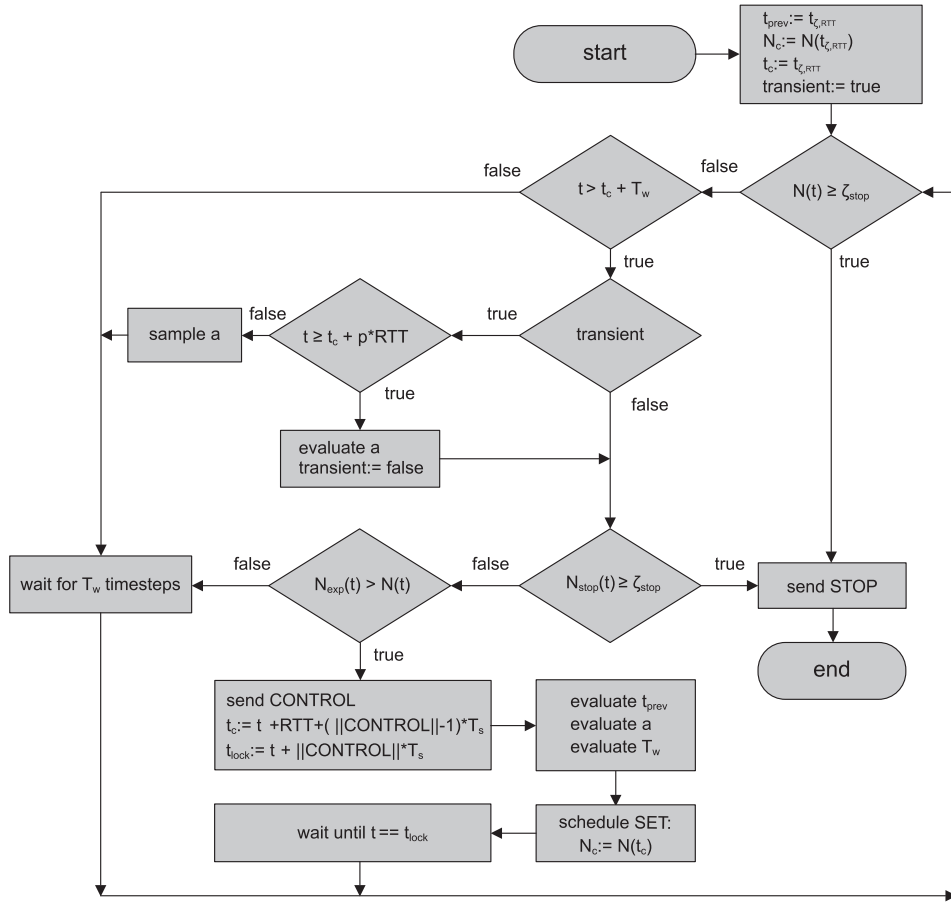 start
t_prev:= t_ζ,RTT
N_c:= N(t_ζ,RTT)
t_c:= t_ζ,RTT
transient:= true
false
t > t_c + T_w
false
N(t) ≥ ζ_stop
true
true
sample a
false
t ≥ t_c + p*RTT
true
transient
true
false
evaluate a
transient:= false
wait for T_w timesteps
false
N_exp(t) > N(t)
false
N_stop(t) ≥ ζ_stop
true
send STOP
true
end
send CONTROL
t_c:= t +RTT+( ||CONTROL||-1)*T_s
t_lock:= t + ||CONTROL||*T_s
evaluate t_prev
evaluate a
evaluate T_w
wait until t == t_lock
schedule SET:
N_c:= N(t_c)